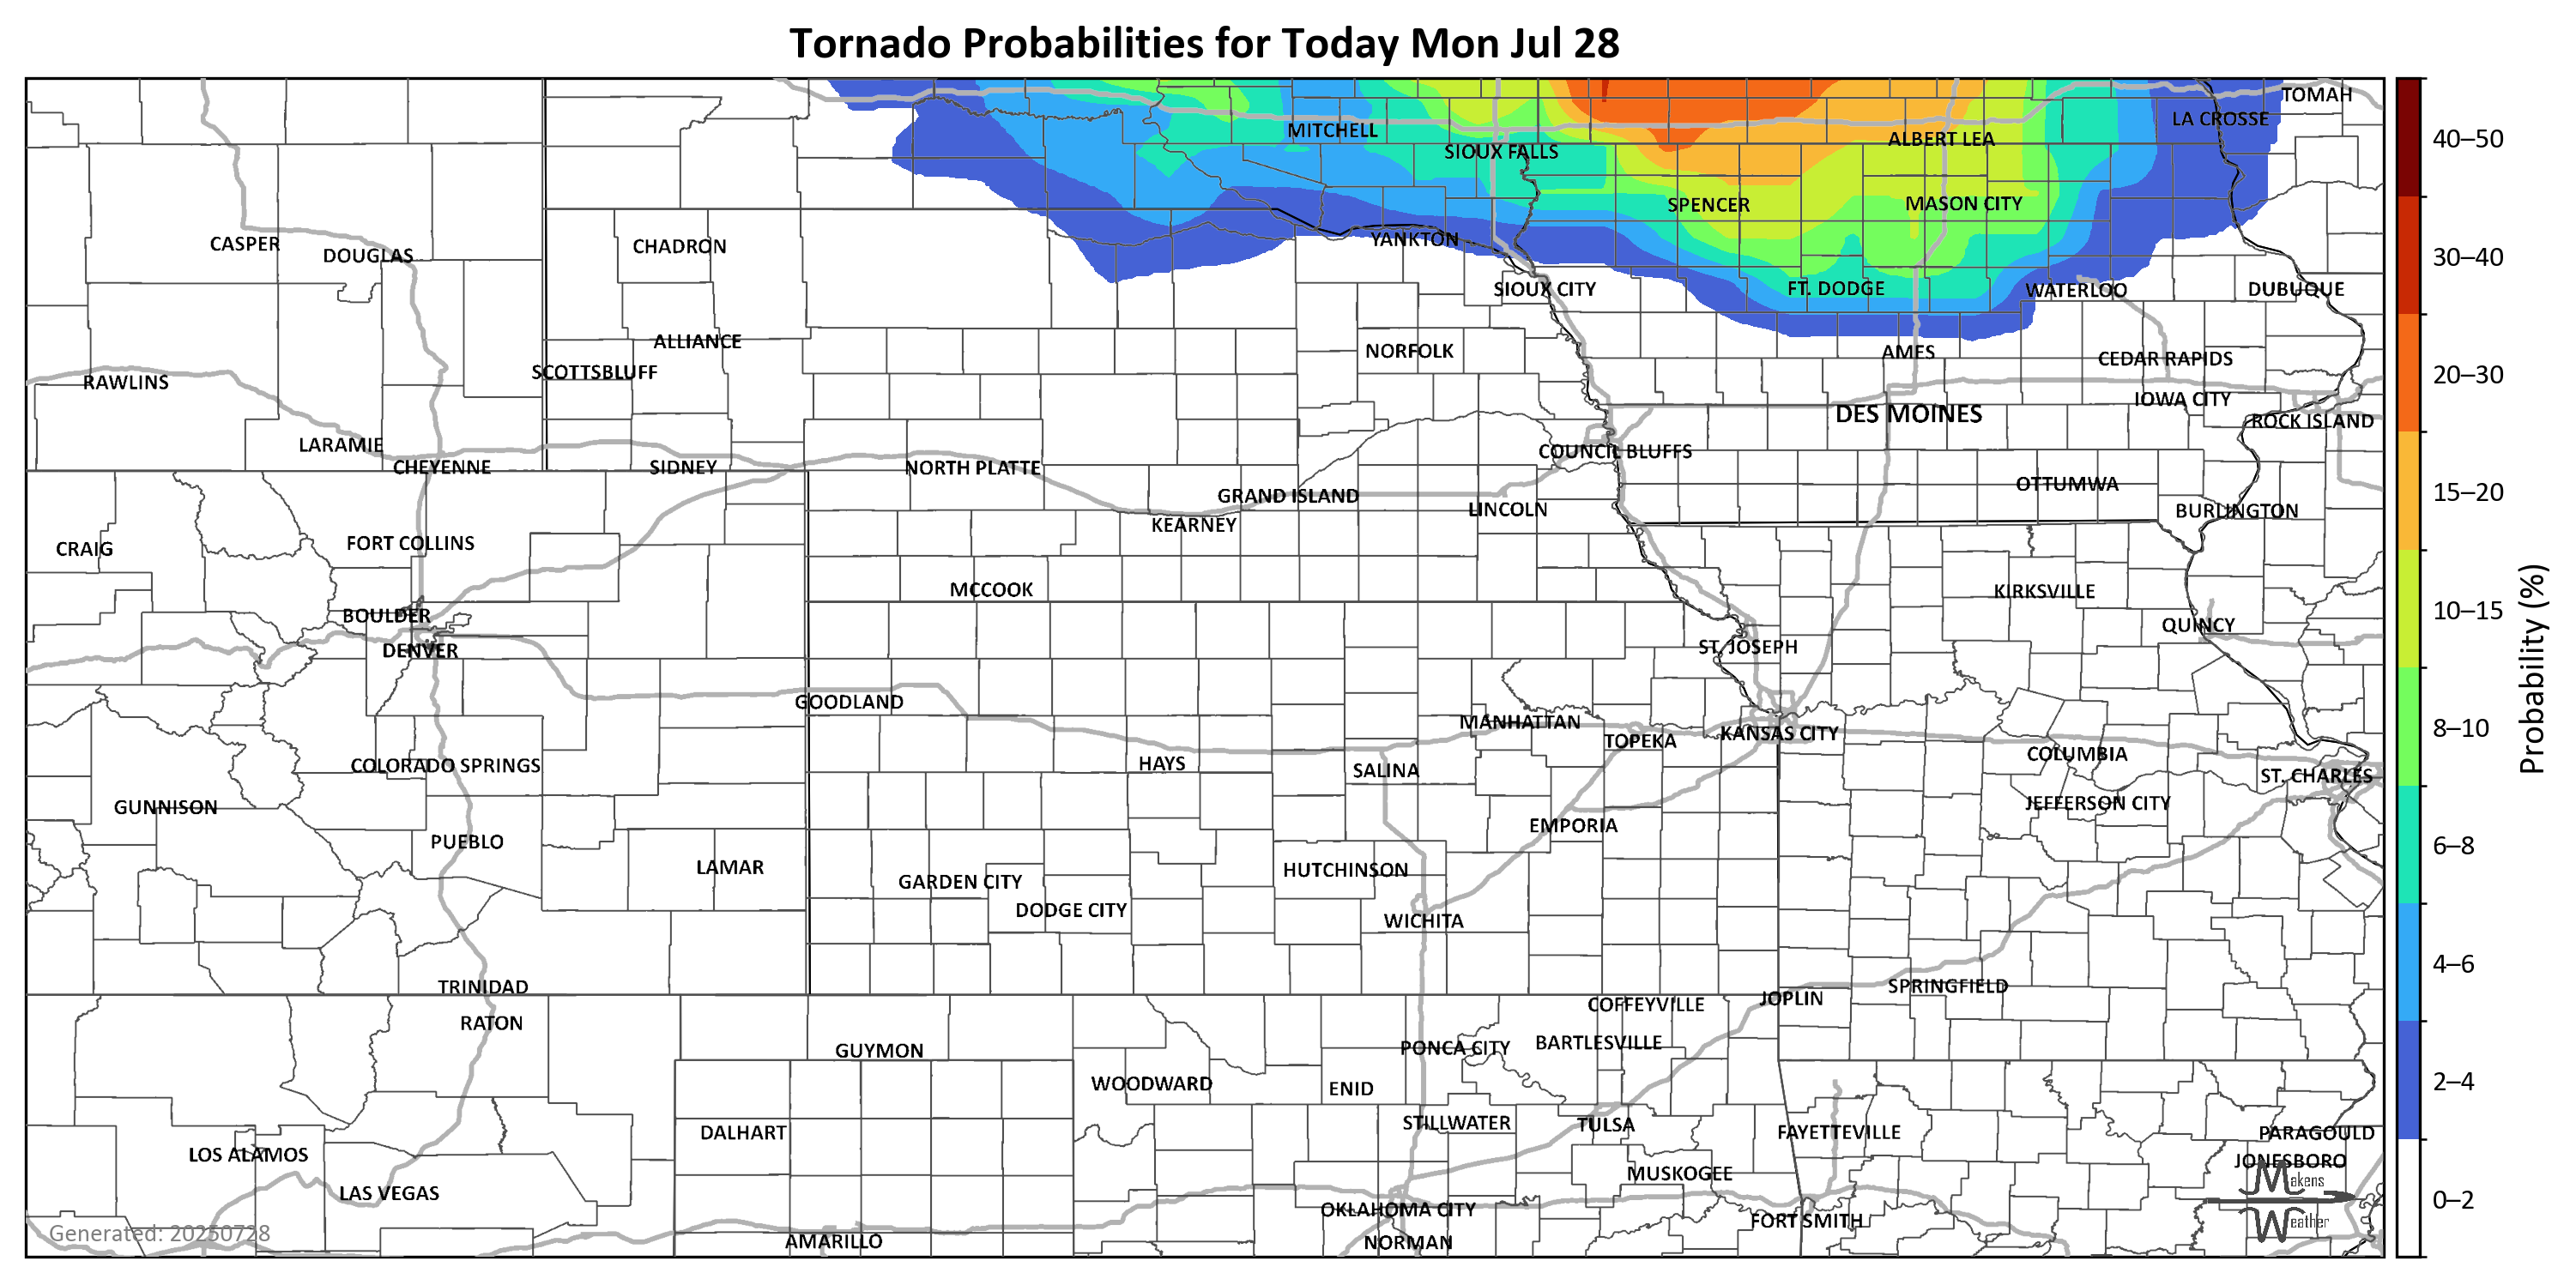 Tornado Probabilities for Today Mon Jul 28
TOMAH
LA CROSSE
MITCHELL
ALBERT LEA
SIOUX FALLS
SPENCER
MASON CITY
YANKTON
CASPER
DOUGLAS
CHADRON
SIOUX CITY
FT. DODGE
WATERLOO
DUBUQUE
ALLIANCE
NORFOLK
AMES
CEDAR RAPIDS
SCOTTSBLUFF
RAWLINS
IOWA CITY
DES MOINES
ROCK ISLAND
LARAMIE
COUNCIL BLUFFS
CHEYENNE
SIDNEY
NORTH PLATTE
OTTUMWA
GRAND ISLAND
LINCOLN
BURLINGTON
KEARNEY
CRAIG
FORT COLLINS
MCCOOK
KIRKSVILLE
BOULDER
QUINCY
DENVER
ST. JOSEPH
GOODLAND
MANHATTAN
TOPEKA
KANSAS CITY
COLUMBIA
COLORADO SPRINGS
HAYS
SALINA
ST. CHARLES
GUNNISON
JEFFERSON CITY
EMPORIA
PUEBLO
LAMAR
HUTCHINSON
GARDEN CITY
DODGE CITY
WICHITA
TRINIDAD
SPRINGFIELD
JOPLIN
COFFEYVILLE
RATON
BARTLESVILLE
PONCA CITY
GUYMON
WOODWARD
ENID
STILLWATER
TULSA
DALHART
FAYETTEVILLE
PARAGOULD
LOS ALAMOS
JONESBORO
MUSKOGEE
LAS VEGAS
OKLAHOMA CITY
FORT SMITH
AMARILLO
NORMAN
Generated: 20250728
Makens
Weather
40–50
30–40
20–30
15–20
10–15
8–10
6–8
4–6
2–4
0–2
Probability (%)